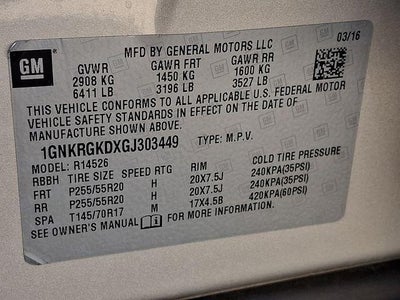 GM
MFD BY GENERAL MOTORS LLC 03/16
GVWR GAWR FRT GAWR RR
2908 KG 1450 KG 1600 KG
6411 LB 3196 LB 3527 LB
THIS VEHICLE CONFORMS TO ALL APPLICABLE U.S. FEDERAL MOTOR
VEHICLE SAFETY STANDARDS IN EFFECT ON THE DATE OF
MANUFACTURE SHOWN ABOVE.
1GNKRGKDXGJ303449 TYPE: M.P.V.
MODEL: R14526
RBBH TIRE SIZE SPEED RTG RIM COLD TIRE PRESSURE
FRT P255/55R20 H 20X7.5J 240KPA(35PSI)
RR P255/55R20 H 20X7.5J 240KPA(35PSI)
SPA T145/70R17 M 17X4.5B 420KPA(60PSI)
SEE OWNER'S MANUAL FOR MORE INFORMATION.